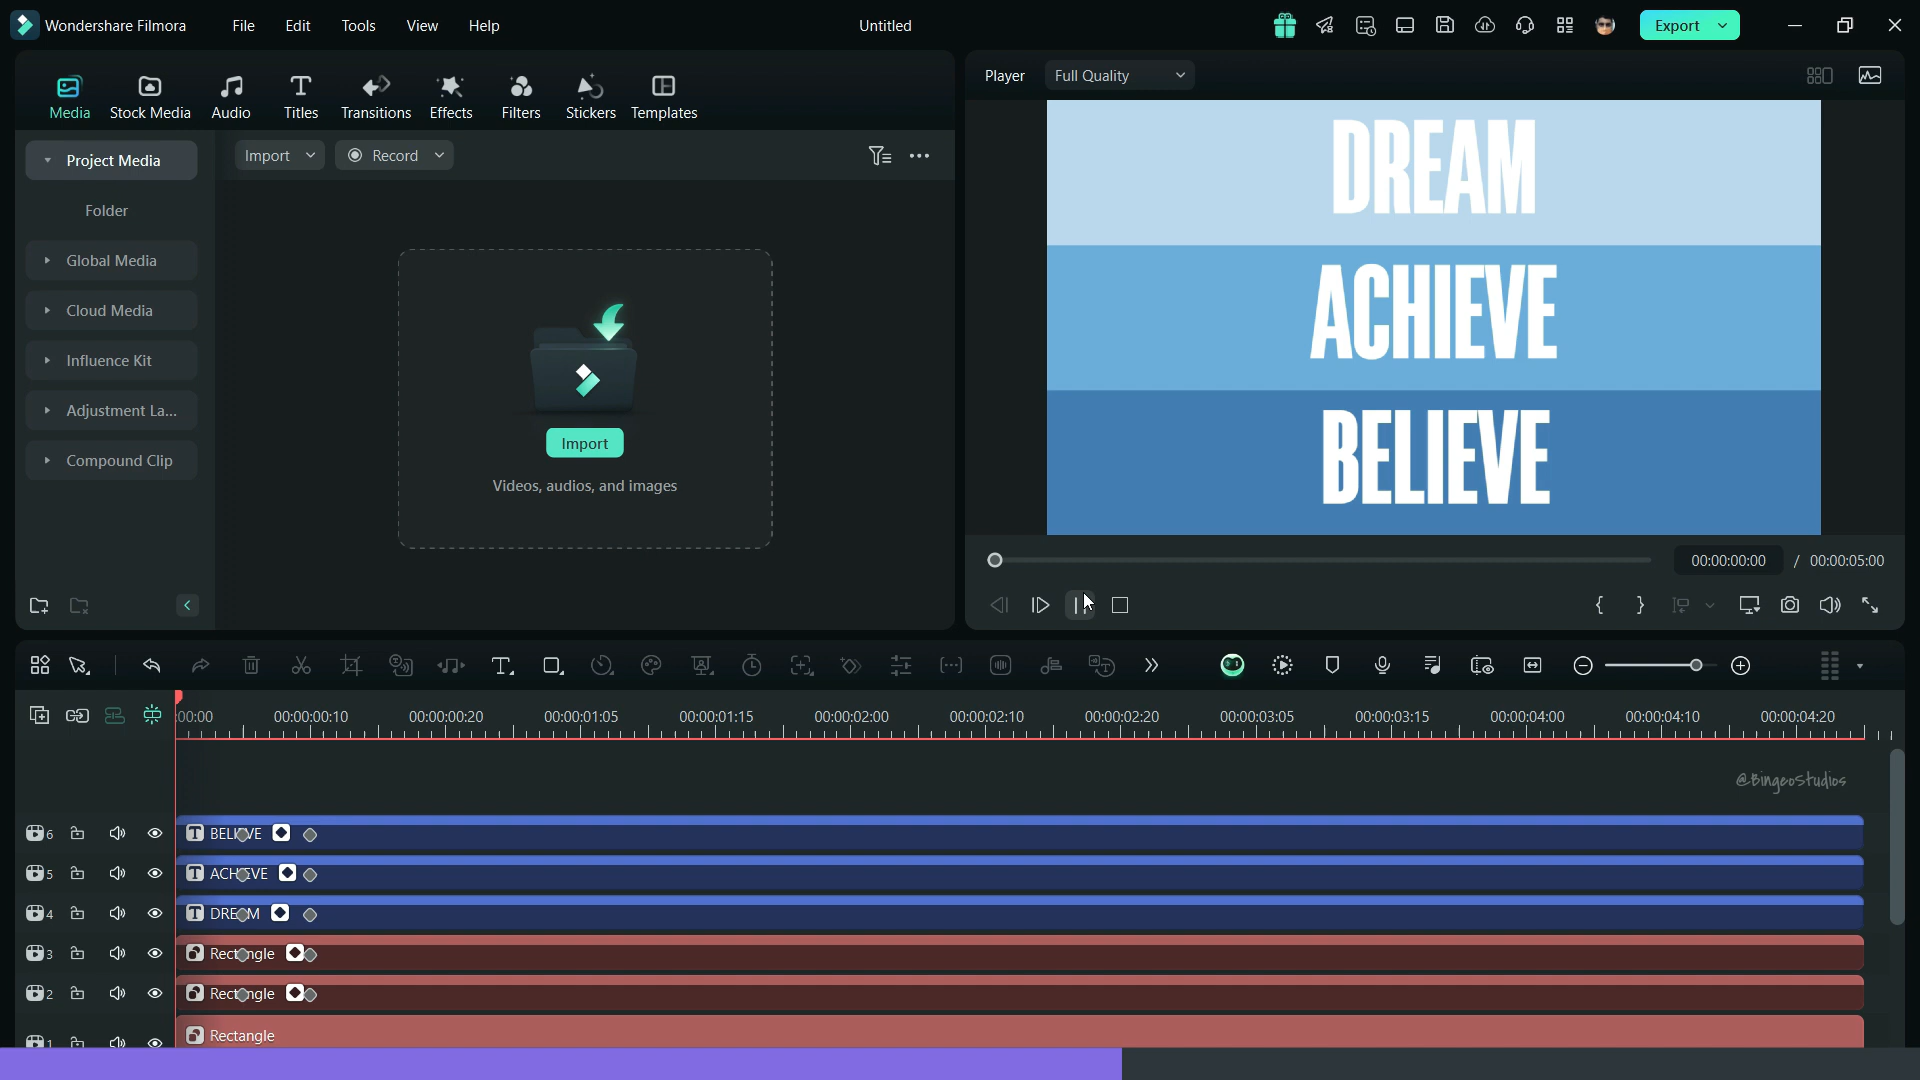 Wondershare Filmora
File
Edit
Tools
View
Help
Untitled
Export
Media
Stock Media
Audio
Titles
Transitions
Effects
Filters
Stickers
Templates
Player
Full Quality
Project Media
Import
Record
Folder
Global Media
Cloud Media
Influence Kit
Adjustment La...
Compound Clip
Import
Videos, audios, and images
DREAM
ACHIEVE
BELIEVE
00:00:00:00 / 00:00:05:00
:00:00
00:00:00:10
00:00:00:20
00:00:01:05
00:00:01:15
00:00:02:00
00:00:02:10
00:00:02:20
00:00:03:05
00:00:03:15
00:00:04:00
00:00:04:10
00:00:04:20
@BingeoStudios
6
BELIEVE
5
ACHIEVE
4
DREAM
3
Rectangle
2
Rectangle
1
Rectangle